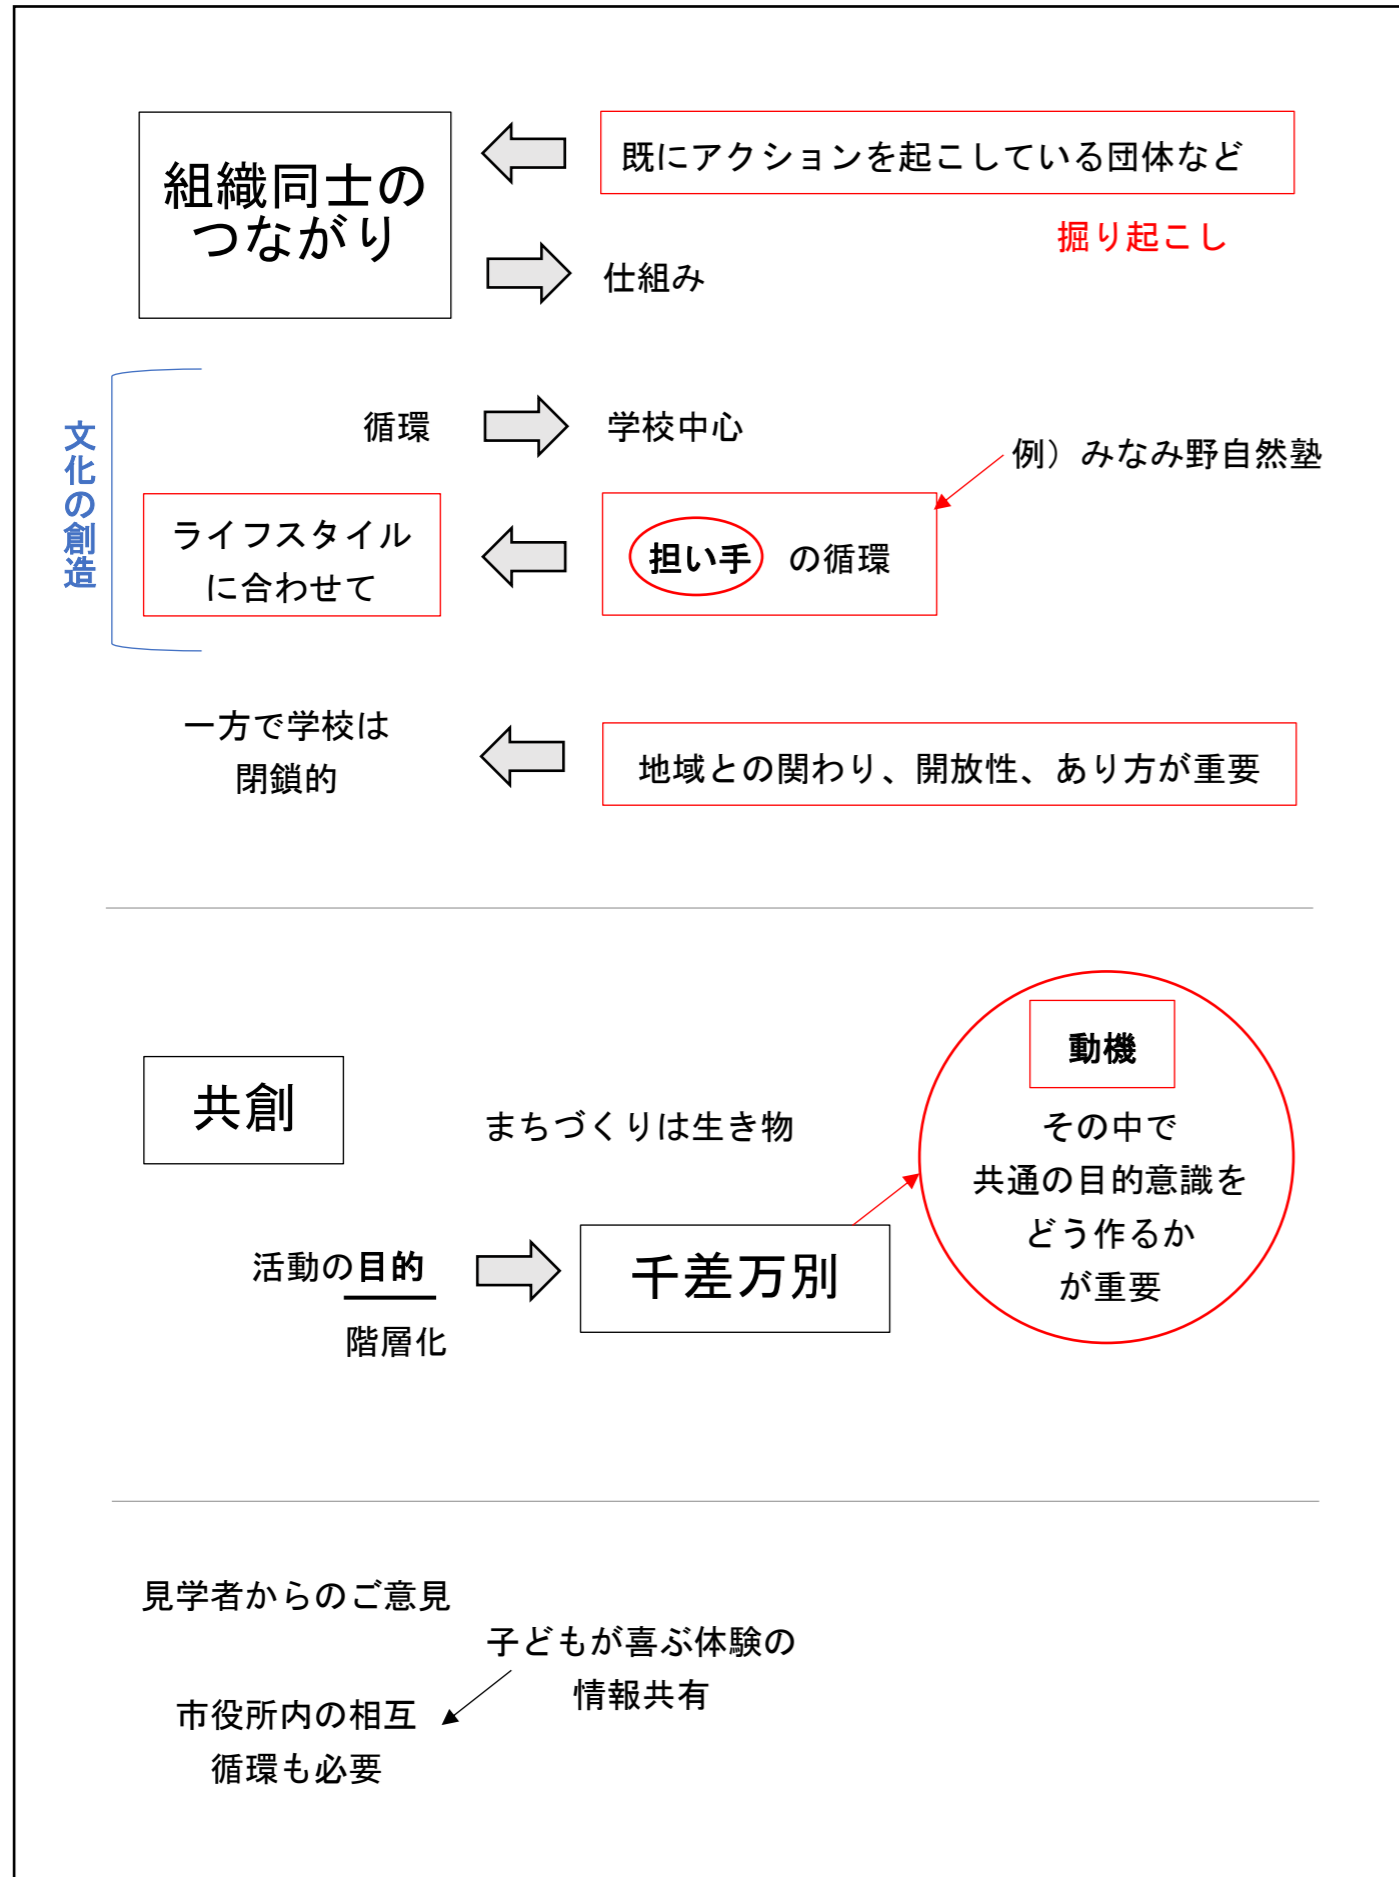 組織同士の
つながり
既にアクションを起こしている団体など
掘り起こし
仕組み
文化の創造
循環
学校中心
例）みなみ野自然塾
ライフスタイル
に合わせて
担い手 の循環
一方で学校は
閉鎖的
地域との関わり、開放性、あり方が重要
共創
まちづくりは生き物
動機
その中で
共通の目的意識を
どう作るか
が重要
活動の目的
階層化
千差万別
見学者からのご意見
子どもが喜ぶ体験の
情報共有
市役所内の相互
循環も必要